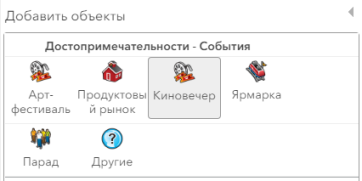 Добавить объекты
Достопримечательности - События
Арт-
фестиваль
Продуктовы
й рынок
Киновечер
Ярмарка
Парад
Другие